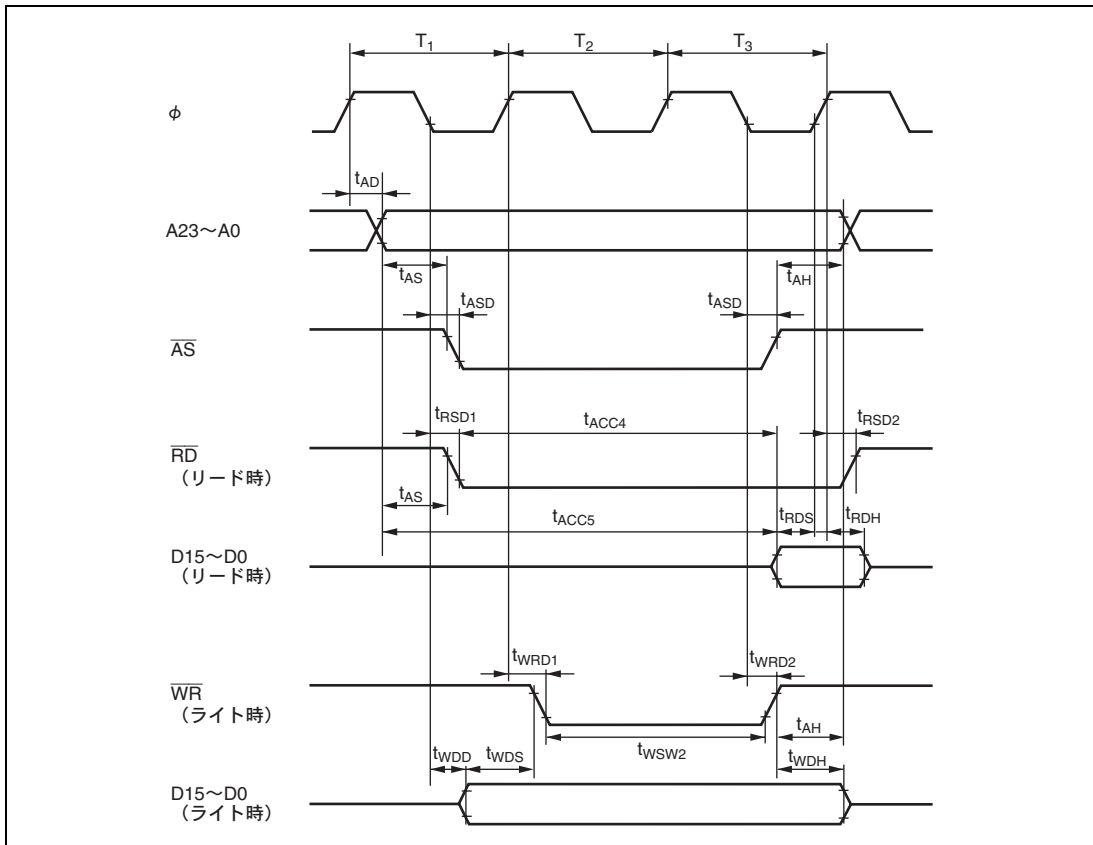 T1 T2 T3
φ
tAD
A23～A0
tAS tAH
tASD tASD
AS
tRSD1 tACC4 tRSD2
RD
（リード時）
tAS
tACC5 tRDS tRDH
D15～D0
（リード時）
tWRD1 tWRD2
WR
（ライト時）
tAH
tWSW2
tWDD tWDS tWDH
D15～D0
（ライト時）